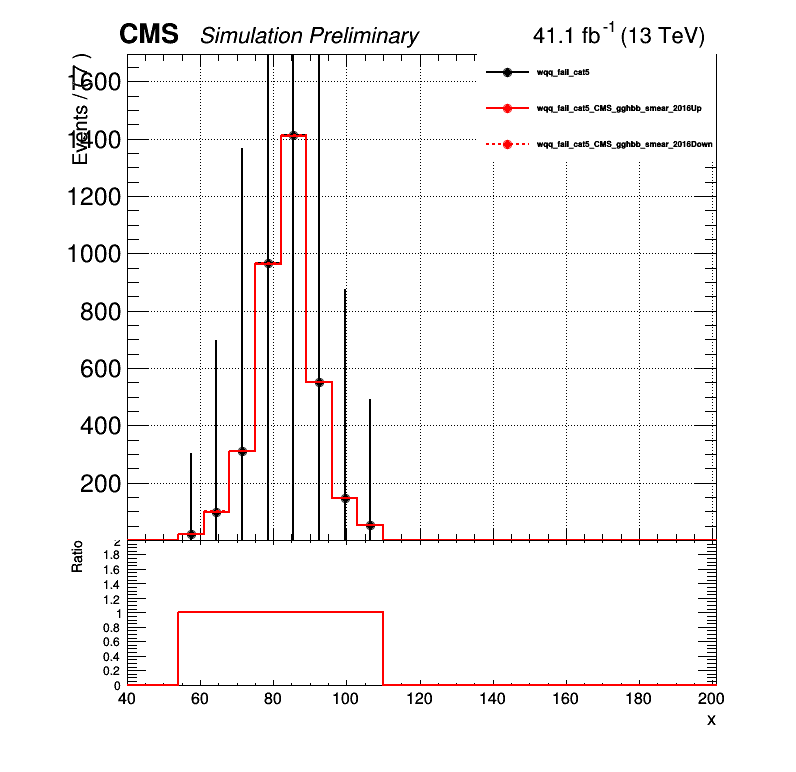 CMS Simulation Preliminary 41.1 fb-1 (13 TeV)
Events / ( 7 )
1600
1400
1200
1000
800
600
400
200
wqq_fail_cat5
wqq_fail_cat5_CMS_gghbb_smear_2016Up
wqq_fail_cat5_CMS_gghbb_smear_2016Down
Ratio
2
1.8
1.6
1.4
1.2
1
0.8
0.6
0.4
0.2
0
40 60 80 100 120 140 160 180 200
x